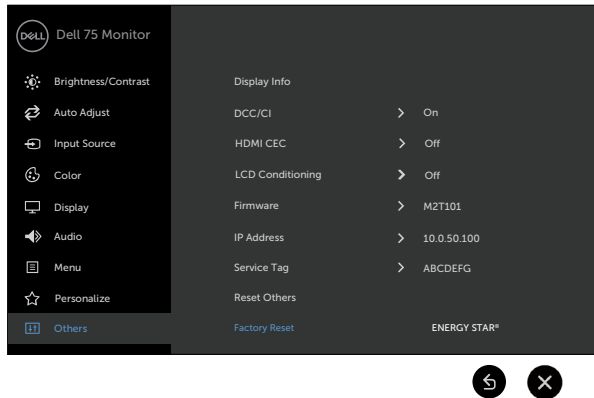 DELL Dell 75 Monitor
Brightness/Contrast Display Info
Auto Adjust DCC/CI On
Input Source HDMI CEC Off
Color LCD Conditioning Off
Display Firmware M2T101
Audio IP Address 10.0.50.100
Menu Service Tag ABCDEFG
Personalize Reset Others
Others Factory Reset ENERGY STAR®